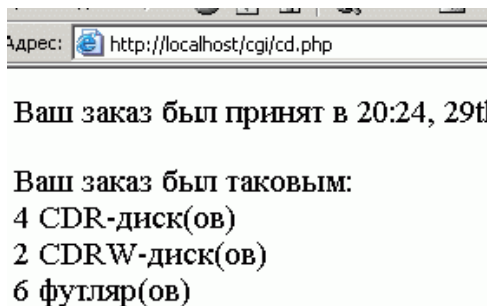 Адрес: http://localhost/cgi/cd.php
Ваш заказ был принят в 20:24, 29th
Ваш заказ был таковым:
4 CDR-диск(ов)
2 CDRW-диск(ов)
6 футляр(ов)